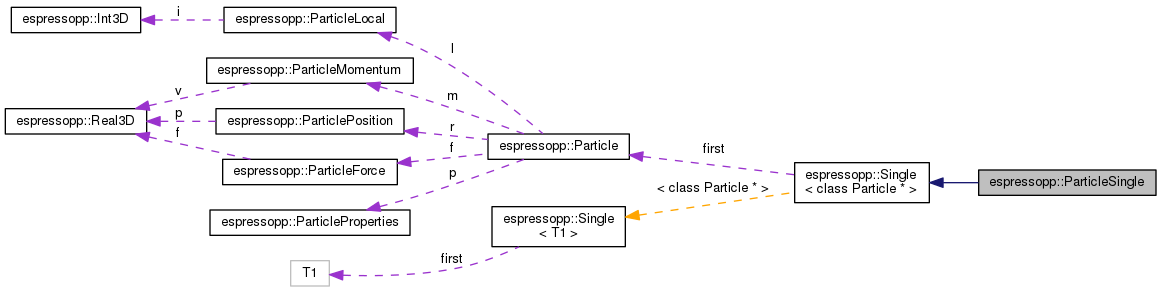 espressopp::Int3D
i
espressopp::ParticleLocal
l
espressopp::ParticleMomentum
m
v
espressopp::Real3D
p
espressopp::ParticlePosition
r
f
espressopp::ParticleForce
f
espressopp::Particle
p
espressopp::ParticleProperties
first
espressopp::Single
< class Particle * >
espressopp::ParticleSingle
< class Particle * >
espressopp::Single
< T1 >
first
T1